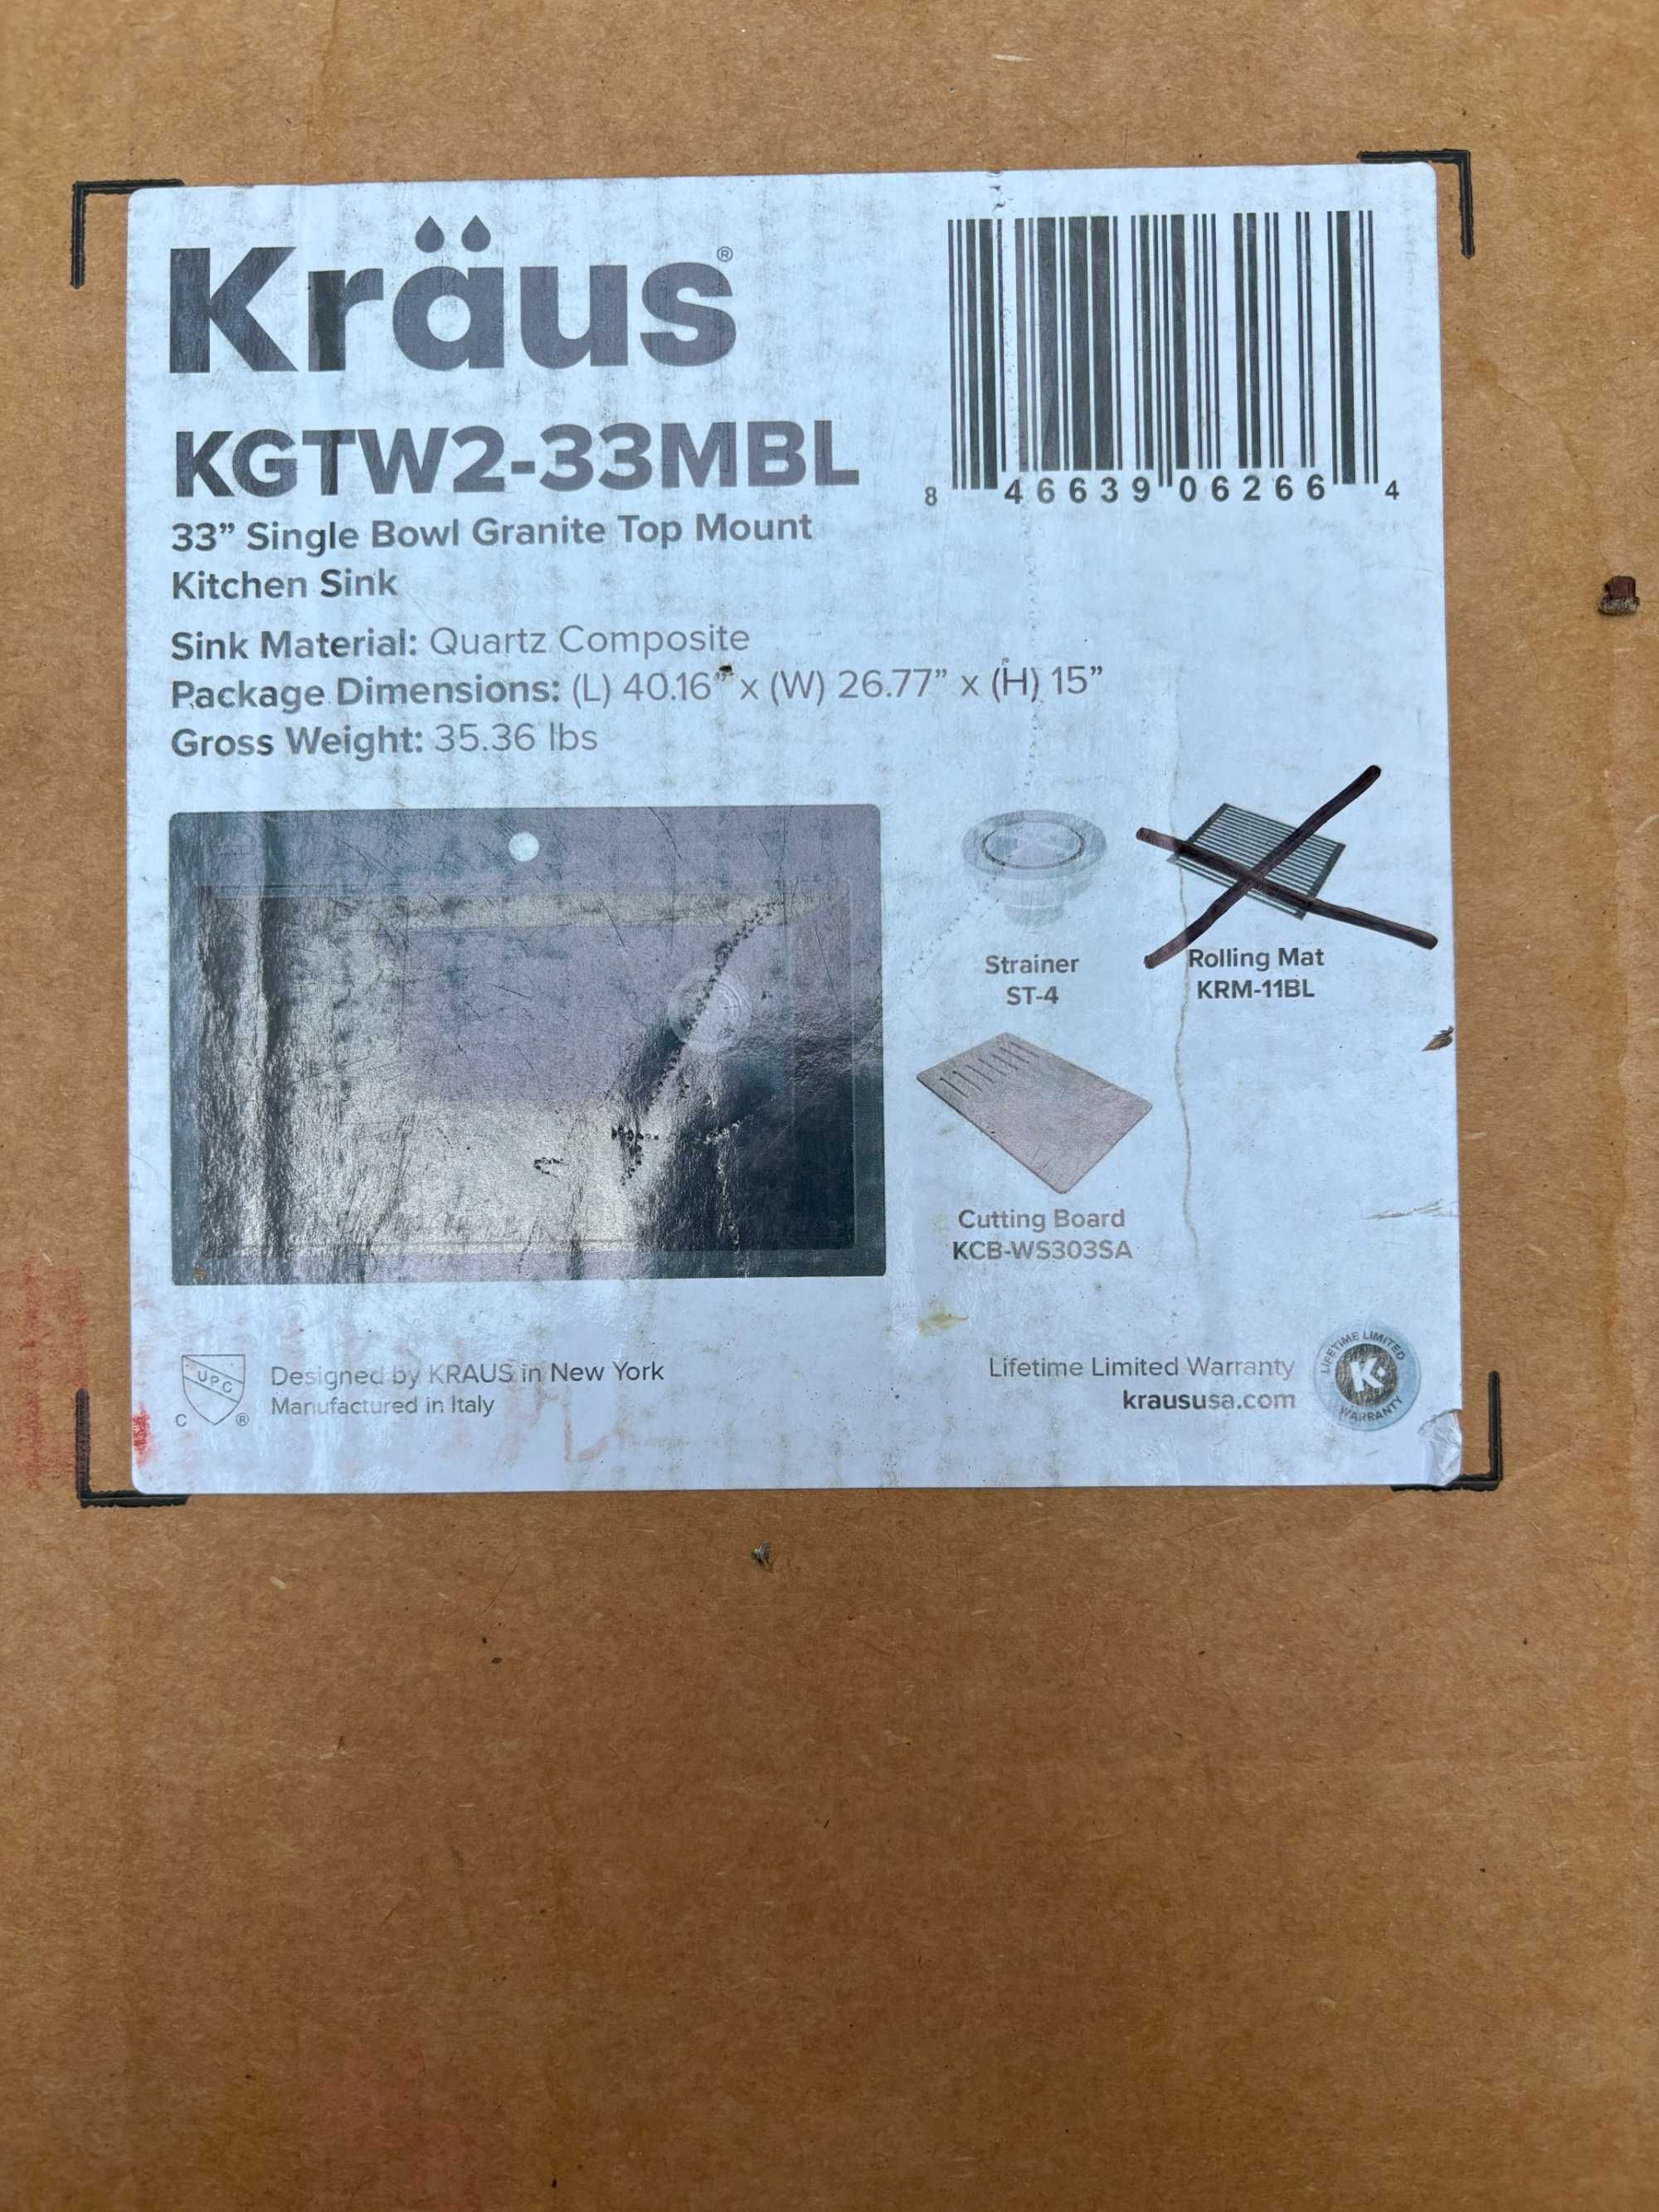 Kräus®
KGTW2-33MBL
33” Single Bowl Granite Top Mount
Kitchen Sink
Sink Material: Quartz Composite
Package Dimensions: (L) 40.16” x (W) 26.77” x (H) 15”
Gross Weight: 35.36 lbs
8 46639 06266 4
Strainer
ST-4
Rolling Mat
KRM-11BL
Cutting Board
KCB-WS303SA
UPC
C ®
Designed by KRAUS in New York
Manufactured in Italy
Lifetime Limited Warranty
kraususa.com
LIFETIME LIMITED
K
WARRANTY